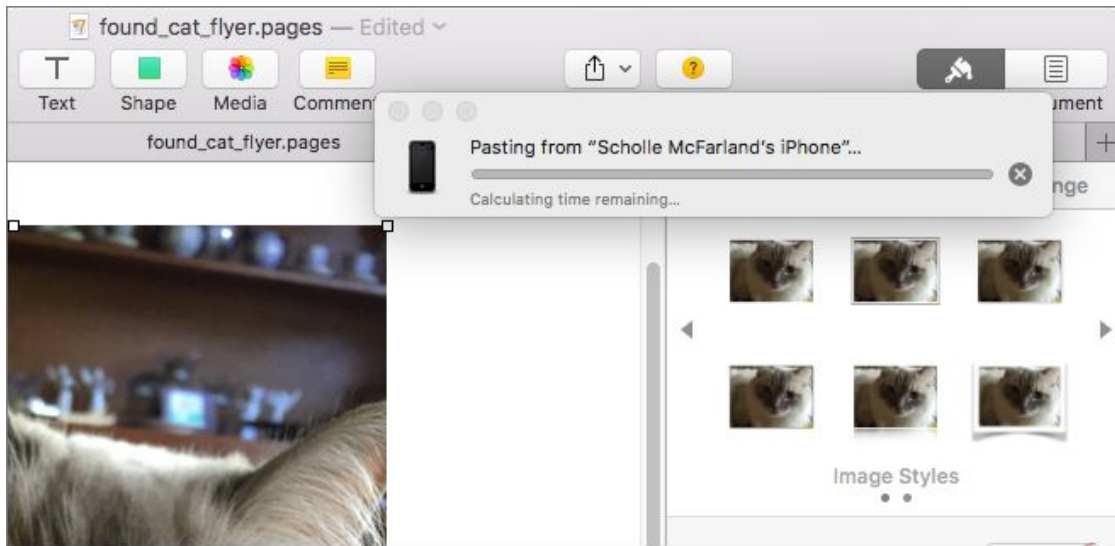 found_cat_flyer.pages — Edited
Text Shape Media Commen
ument
found_cat_flyer.pages
Pasting from “Scholle McFarland’s iPhone”...
Calculating time remaining...
nge
Image Styles